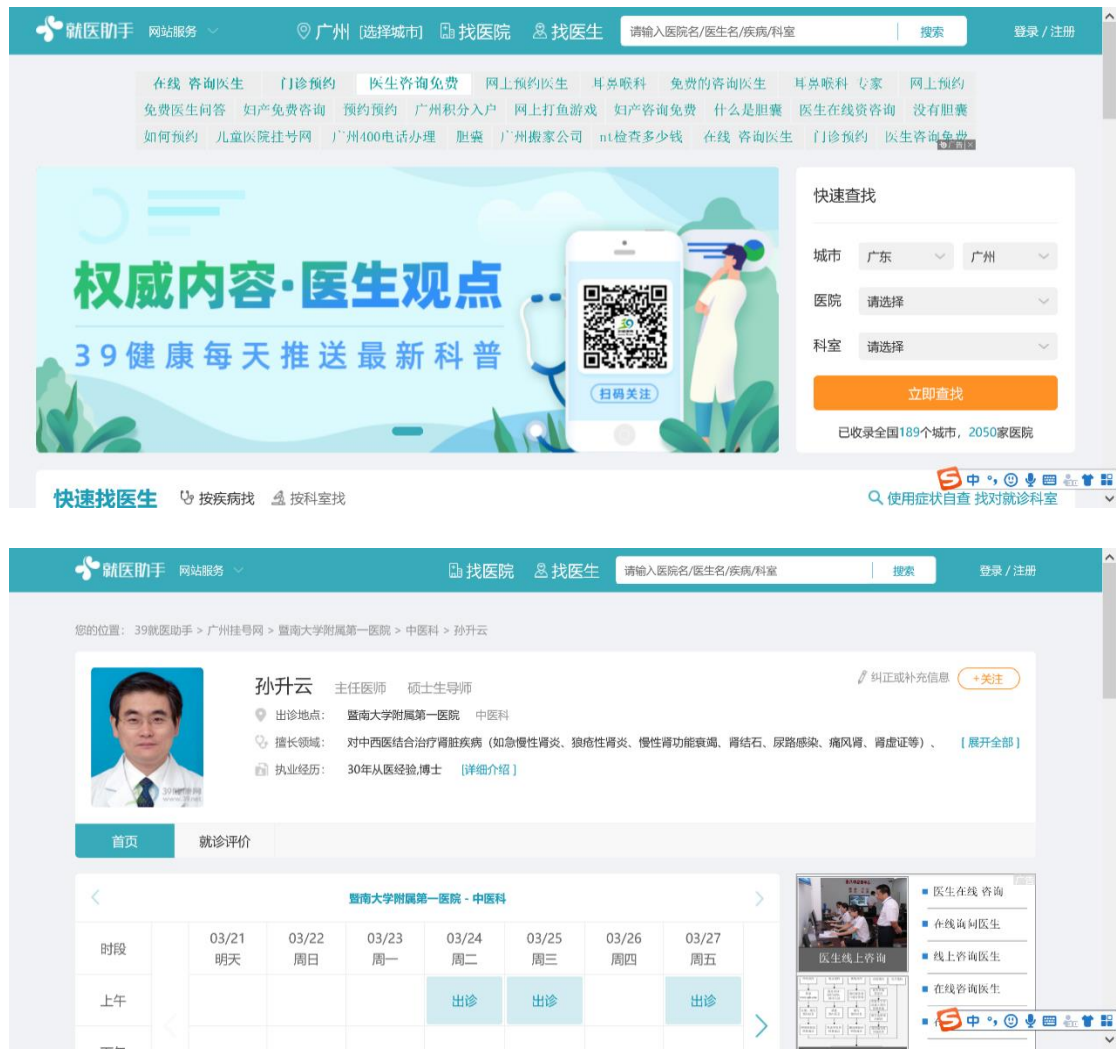 就医助手 网站服务 广州 [选择城市] 找医院 找医生 请输入医院名/医生名/疾病/科室 搜索 登录 / 注册
在线 咨询医生 门诊预约 医生咨询免费 网上预约医生 耳鼻喉科 免费的咨询医生 耳鼻喉科 专家 网上预约
免费医生问答 妇产免费咨询 预约预约 广州积分入户 网上打鱼游戏 妇产咨询免费 什么是胆囊 医生在线资咨询 没有胆囊
如何预约 儿童医院挂号网 广州400电话办理 胆囊 广州搬家公司 nt检查多少钱 在线 咨询医生 门诊预约 医生咨询免费
广告
权威内容·医生观点
39健康每天推送最新科普
39
扫码关注
快速查找
城市 广东 广州
医院 请选择
科室 请选择
立即查找
已收录全国189个城市，2050家医院
快速找医生 按疾病找 按科室找 使用症状自查 找对就诊科室
中
就医助手 网站服务 找医院 找医生 请输入医院名/医生名/疾病/科室 搜索 登录 / 注册
您的位置： 39就医助手 > 广州挂号网 > 暨南大学附属第一医院 > 中医科 > 孙升云
孙升云 主任医师 硕士生导师 纠正或补充信息 +关注
出诊地点： 暨南大学附属第一医院 中医科
擅长领域： 对中西医结合治疗肾脏疾病（如急慢性肾炎、狼疮性肾炎、慢性肾功能衰竭、肾结石、尿路感染、痛风肾、肾虚证等）、 [展开全部]
执业经历： 30年从医经验,博士 [详细介绍]
www.39.net
首页 就诊评价
暨南大学附属第一医院 - 中医科
时段 03/21 03/22 03/23 03/24 03/25 03/26 03/27
明天 周日 周一 周二 周三 周四 周五
上午 出诊 出诊 出诊
医生线上咨询
医生在线 咨询
在线询问医生
线上咨询医生
在线咨询医生
中